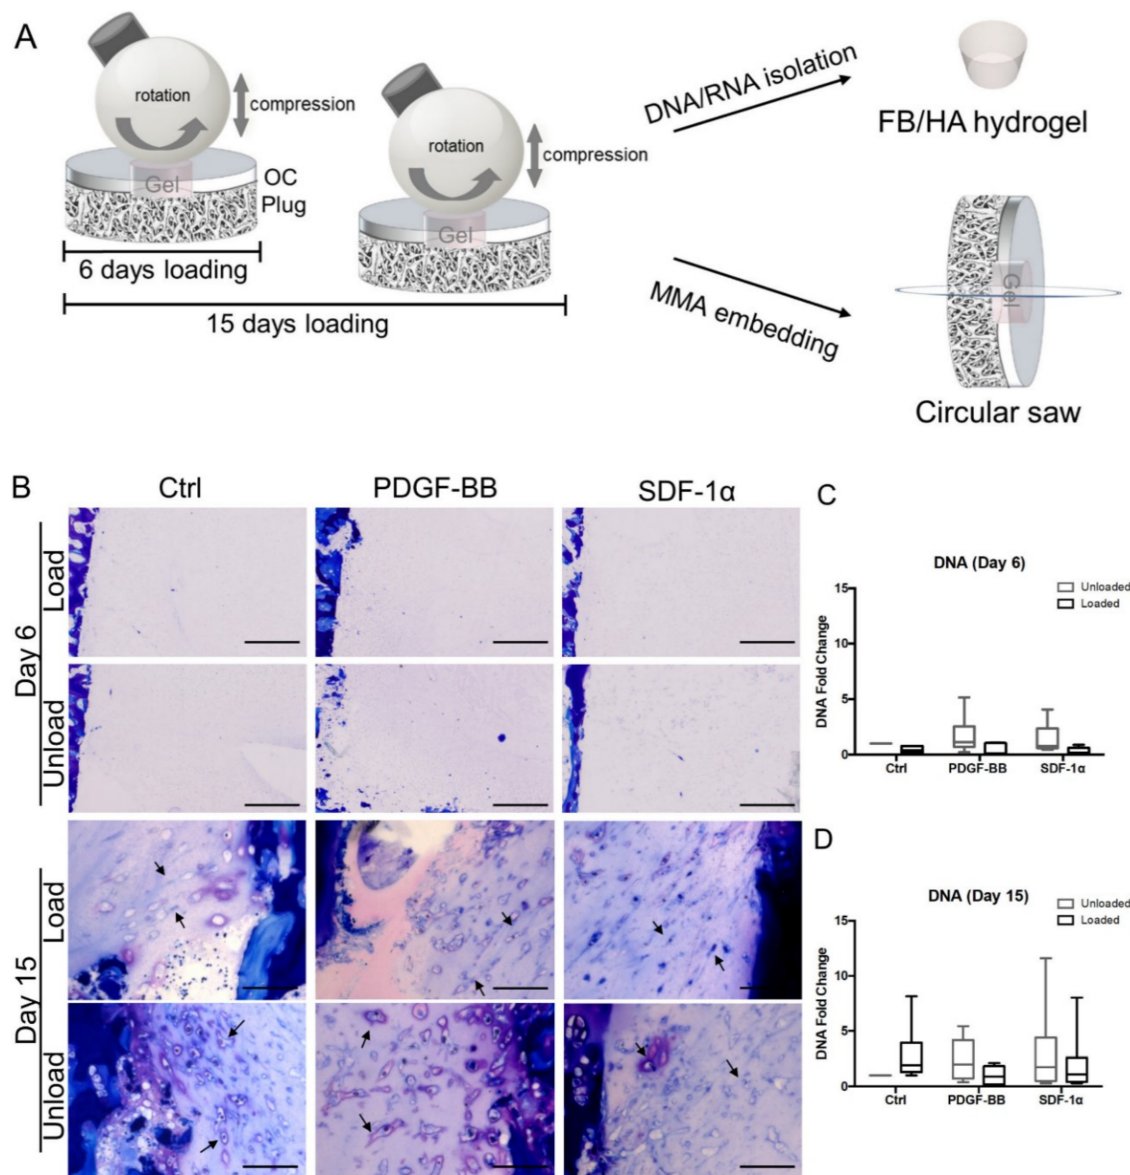 A
rotation
compression
Gel
OC
Plug
6 days loading
rotation
compression
Gel
15 days loading
DNA/RNA isolation
FB/HA hydrogel
MMA embedding
Gel
Circular saw
B
Ctrl
PDGF-BB
SDF-1α
Day 6
Load
Unload
Day 15
Load
Unload
C
DNA (Day 6)
Unloaded
Loaded
DNA Fold Change
15
10
5
0
Ctrl
PDGF-BB
SDF-1α
D
DNA (Day 15)
Unloaded
Loaded
DNA Fold Change
15
10
5
0
Ctrl
PDGF-BB
SDF-1α